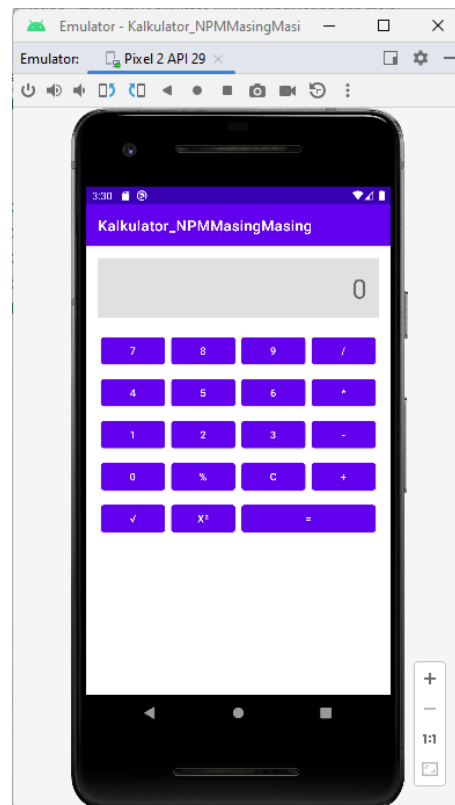 Emulator - Kalkulator_NPMMasingMasi
Emulator: Pixel 2 API 29
3:30
Kalkulator_NPMMasingMasing
0
7 8 9 /
4 5 6 *
1 2 3 -
0 % C +
√ X² =
1:1